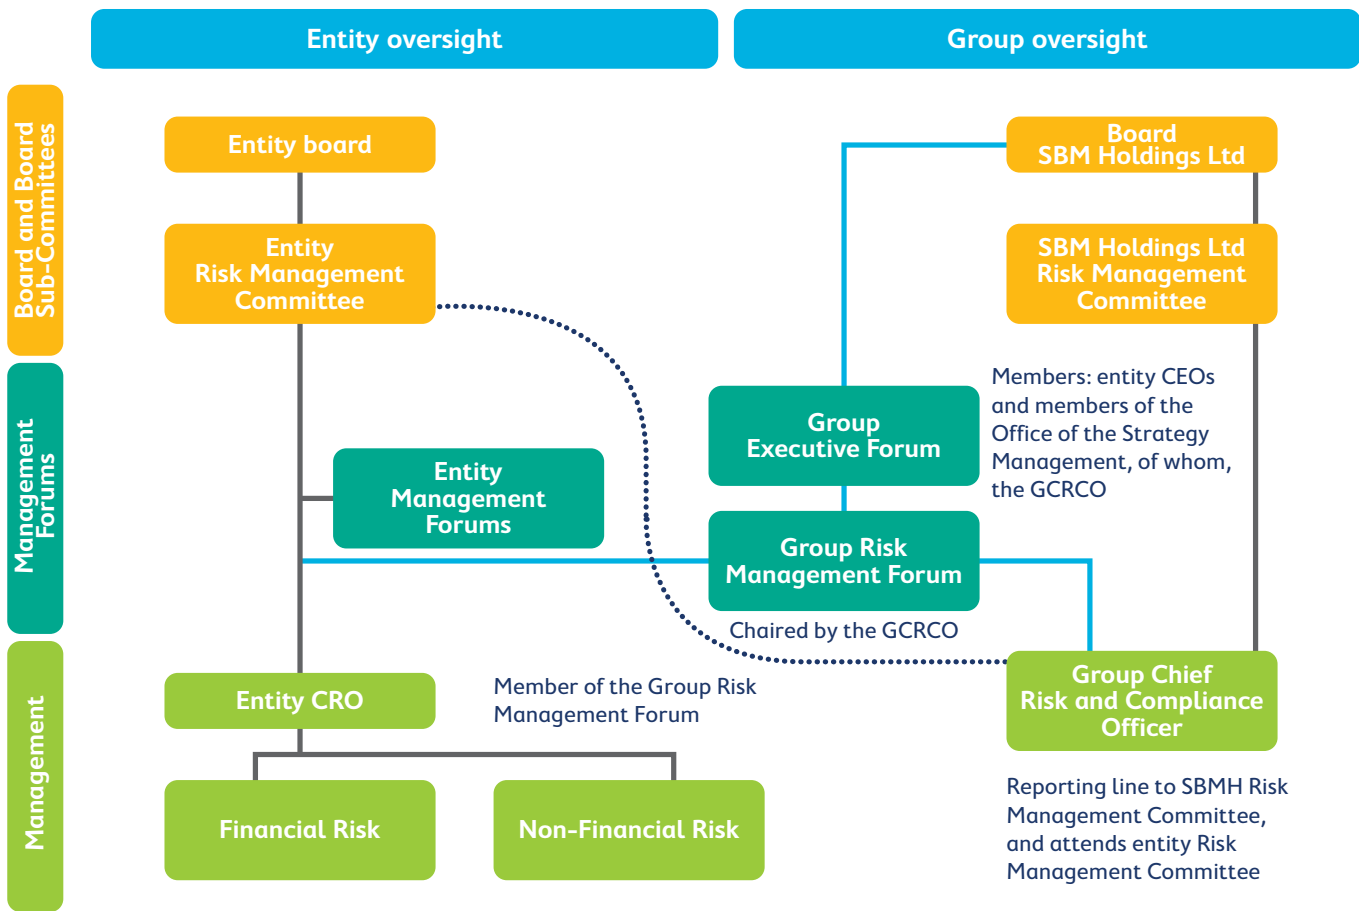 Entity oversight
Group oversight
Board and Board
Sub-Committees
Entity board
Board
SBM Holdings Ltd
Entity
Risk Management
Committee
SBM Holdings Ltd
Risk Management
Committee
Management
Forums
Group
Executive Forum
Members: entity CEOs
and members of the
Office of the Strategy
Management, of whom,
the GCRCO
Entity
Management
Forums
Group Risk
Management Forum
Chaired by the GCRCO
Management
Entity CRO
Member of the Group Risk
Management Forum
Group Chief
Risk and Compliance
Officer
Financial Risk
Non-Financial Risk
Reporting line to SBMH Risk
Management Committee,
and attends entity Risk
Management Committee